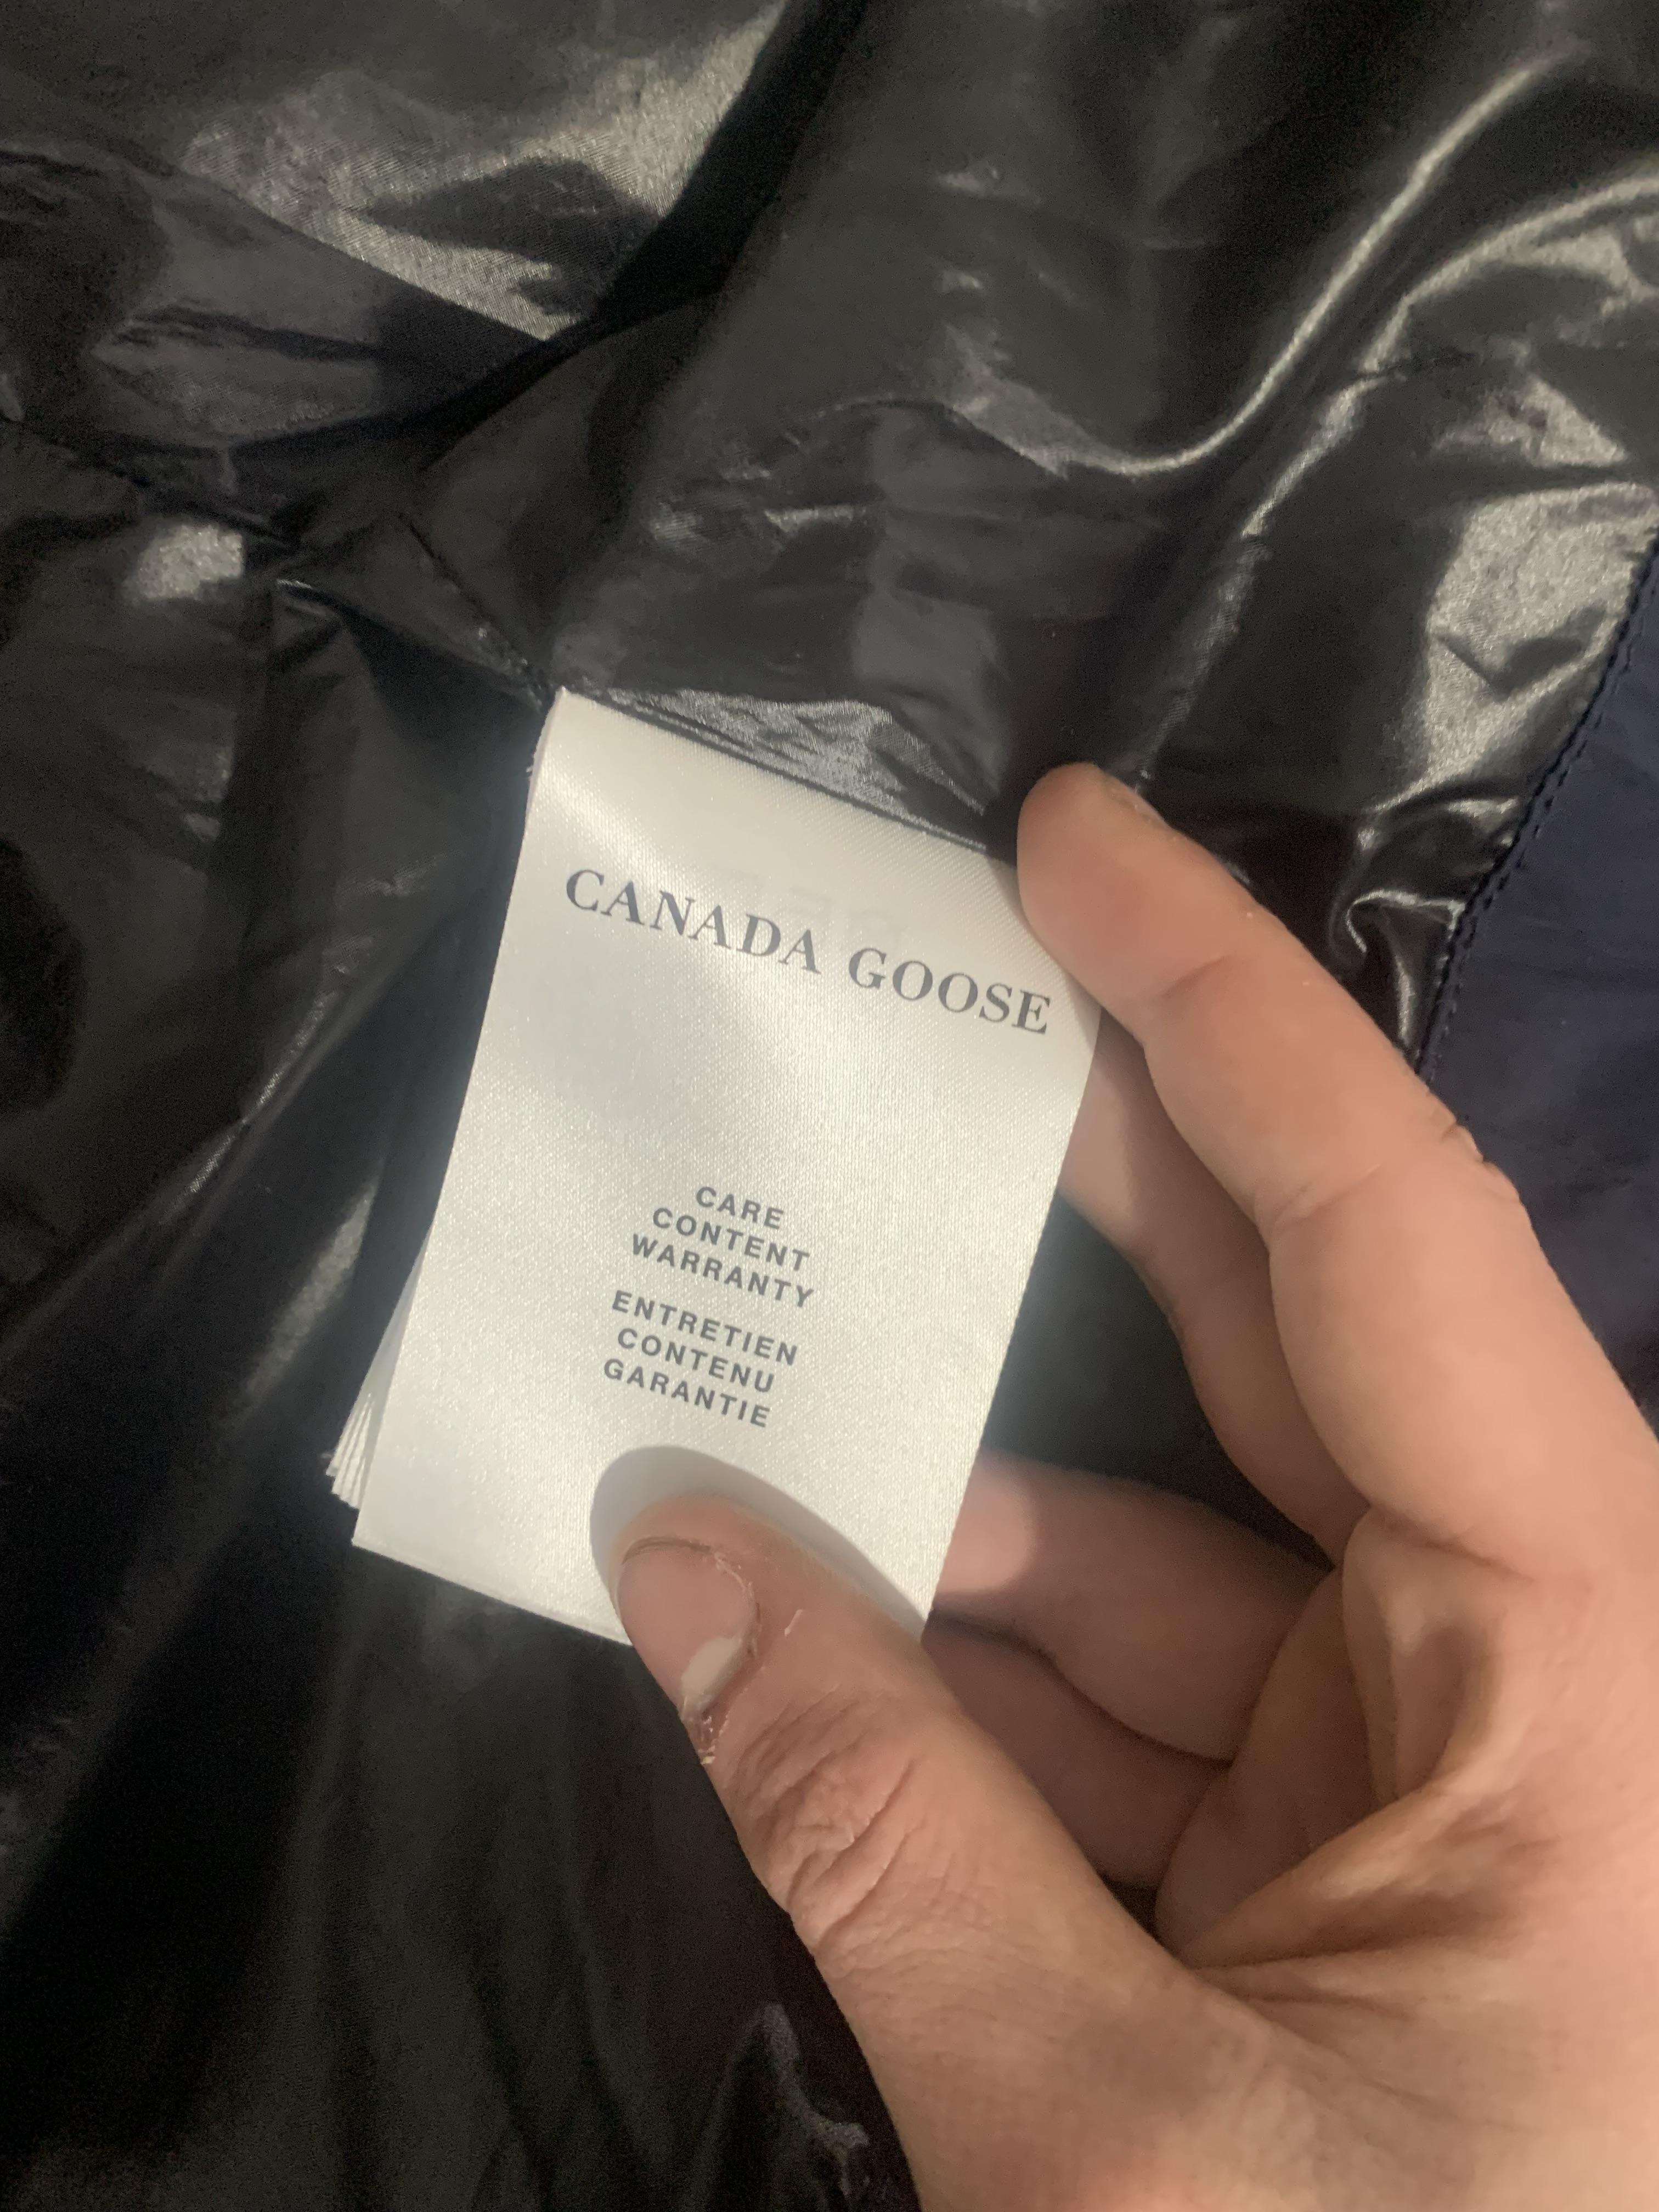 CANADA GOOSE
CARE
CONTENT
WARRANTY
ENTRETIEN
CONTENU
GARANTIE